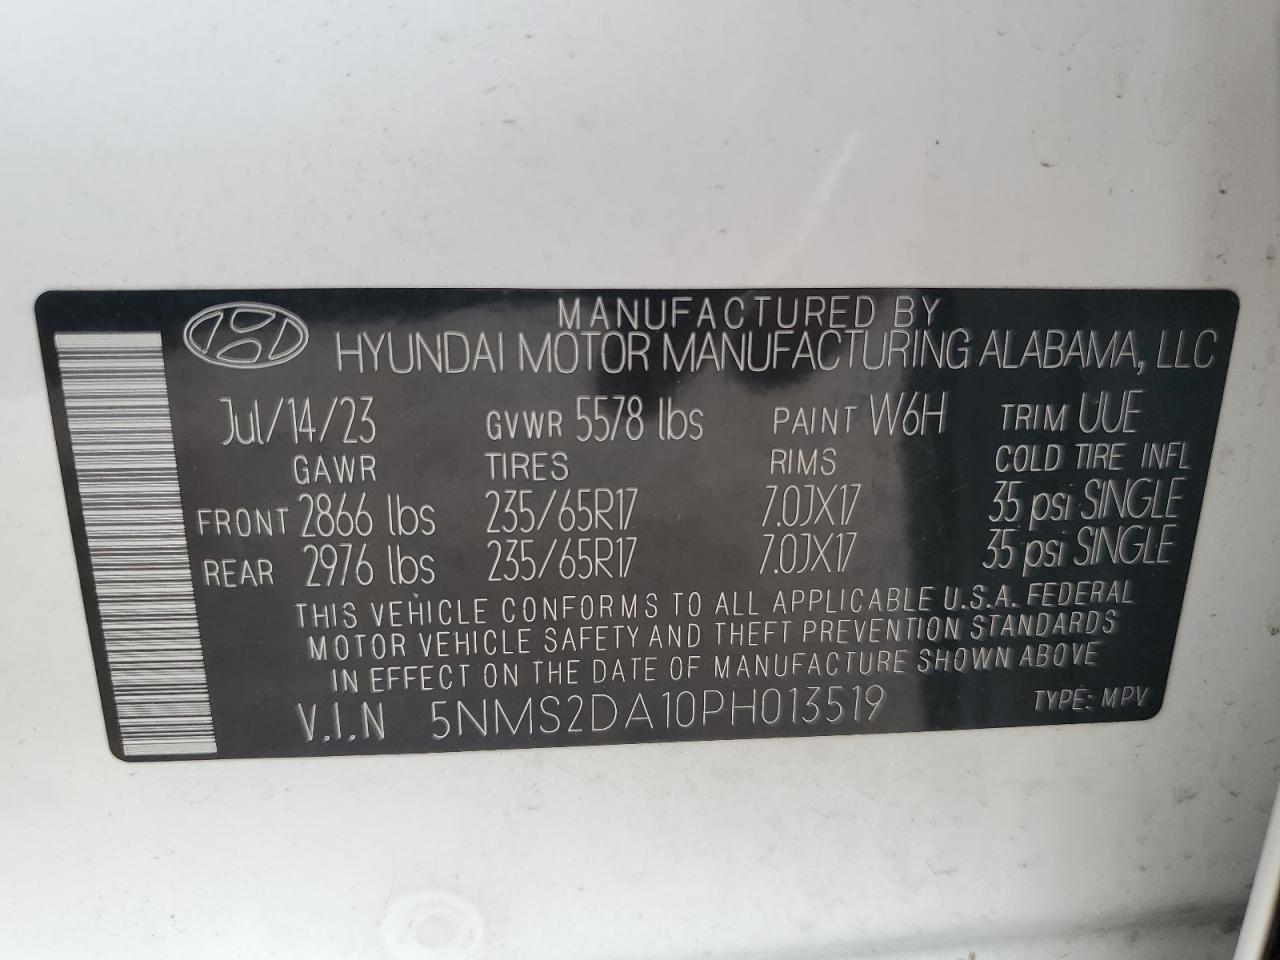 MANUFACTURED BY
HYUNDAI MOTOR MANUFACTURING ALABAMA, LLC
Jul/14/23 GVWR 5578 lbs PAINT W6H TRIM UUE
GAWR TIRES RIMS COLD TIRE INFL
FRONT 2866 lbs 235/65R17 7.0JX17 35 psi SINGLE
REAR 2976 lbs 235/65R17 7.0JX17 35 psi SINGLE
THIS VEHICLE CONFORMS TO ALL APPLICABLE U.S.A. FEDERAL
MOTOR VEHICLE SAFETY AND THEFT PREVENTION STANDARDS
IN EFFECT ON THE DATE OF MANUFACTURE SHOWN ABOVE
V.I.N 5NMS2DA10PH013519 TYPE: MPV